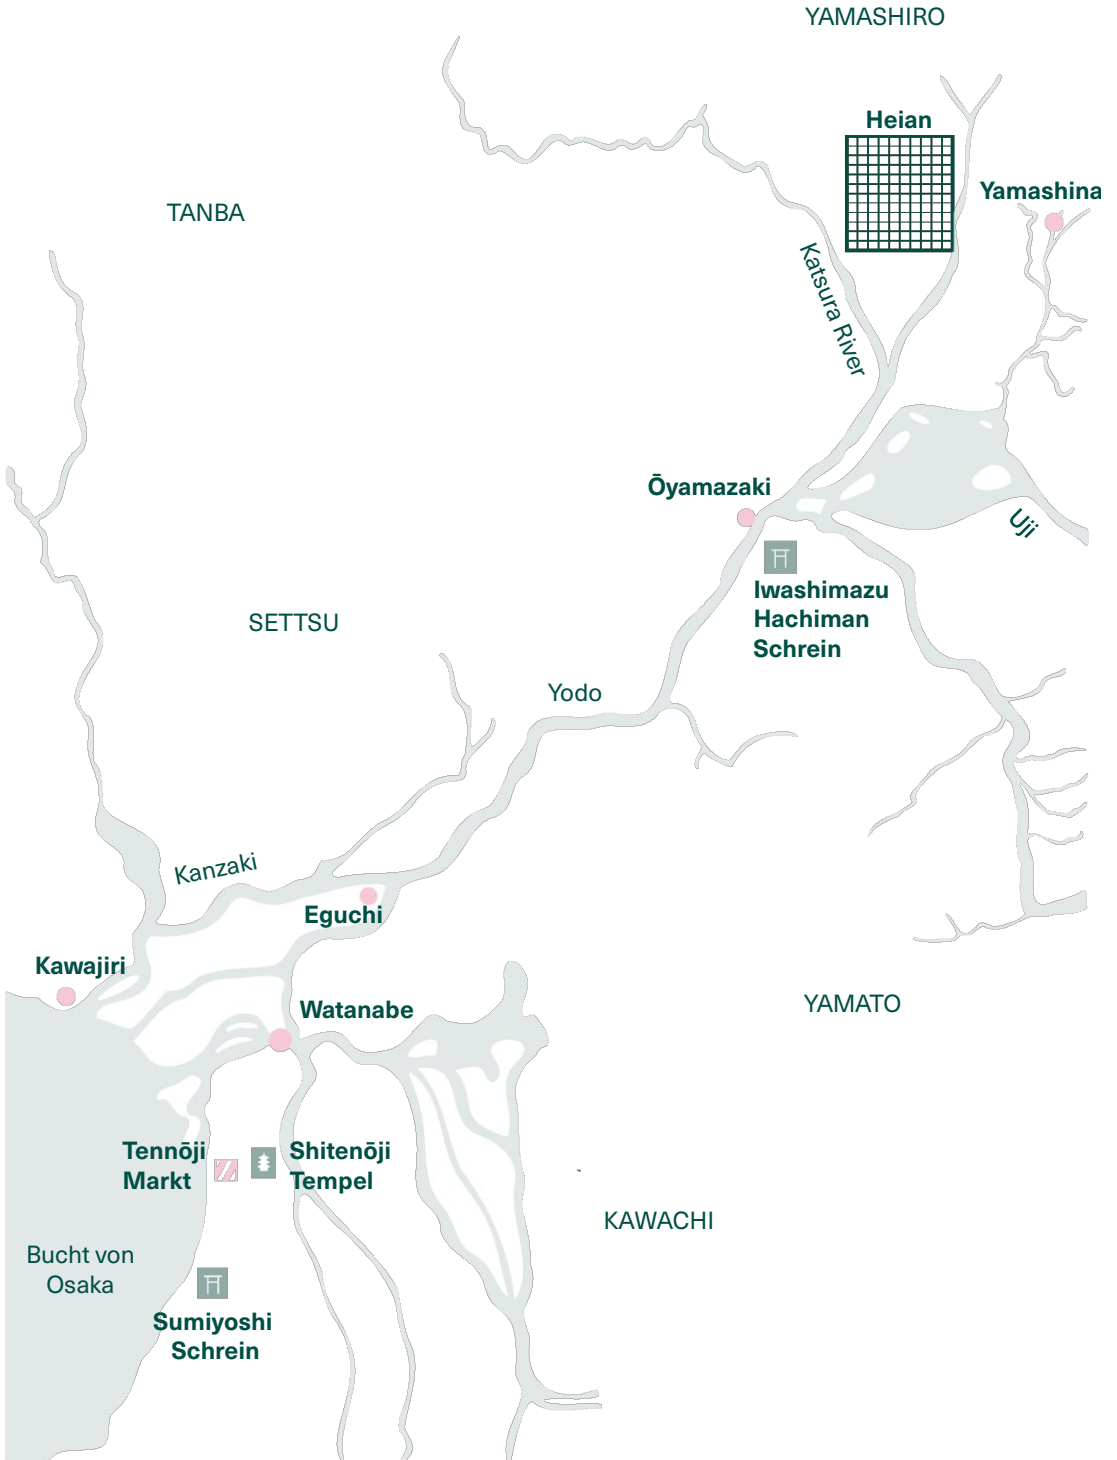 YAMASHIRO
Heian
Yamashina
TANBA
Katsura River
Ōyamazaki
Uji
Iwashimazu
Hachiman
Schrein
SETTSU
Yodo
Kanzaki
Eguchi
Kawajiri
Watanabe
YAMATO
Tennōji
Markt
Shitenōji
Tempel
KAWACHI
Bucht von
Osaka
Sumiyoshi
Schrein